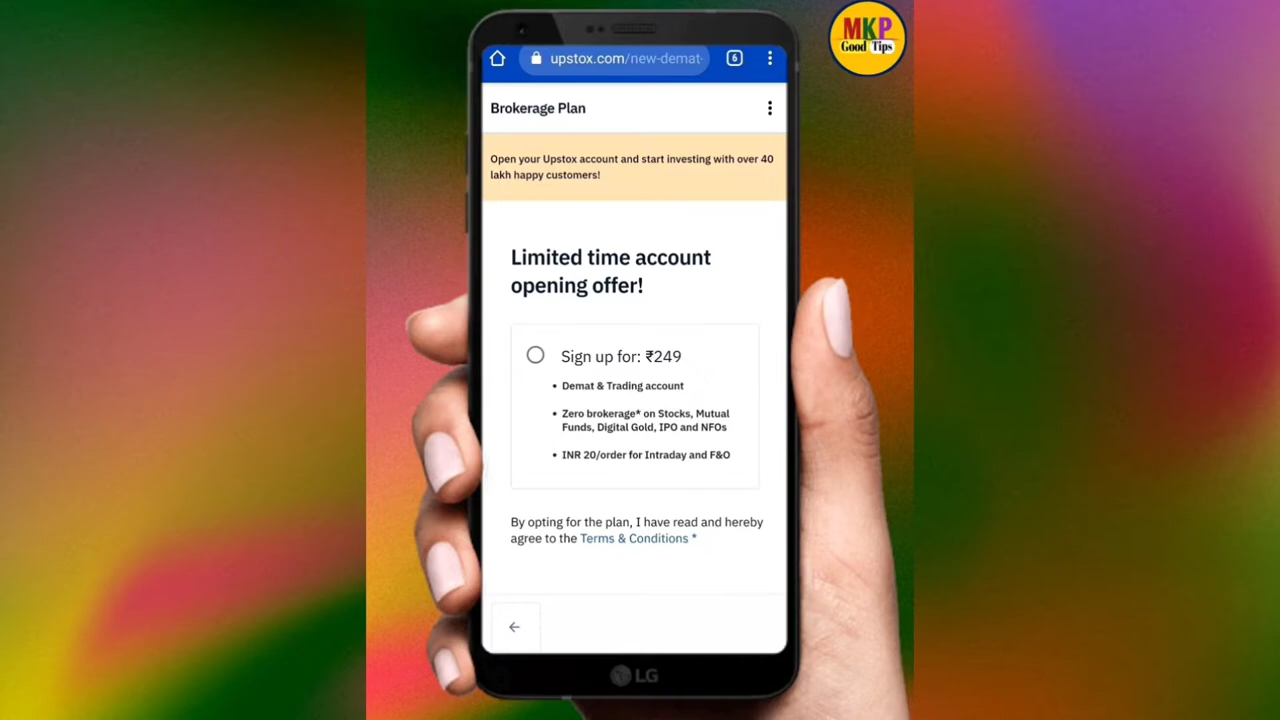 MKP
Good Tips
upstox.com/new-demat-
6
Brokerage Plan
Open your Upstox account and start investing with over 40
lakh happy customers!
Limited time account
opening offer!
Sign up for: ₹249
• Demat & Trading account
• Zero brokerage* on Stocks, Mutual
Funds, Digital Gold, IPO and NFOs
• INR 20/order for Intraday and F&O
By opting for the plan, I have read and hereby
agree to the Terms & Conditions *
LG